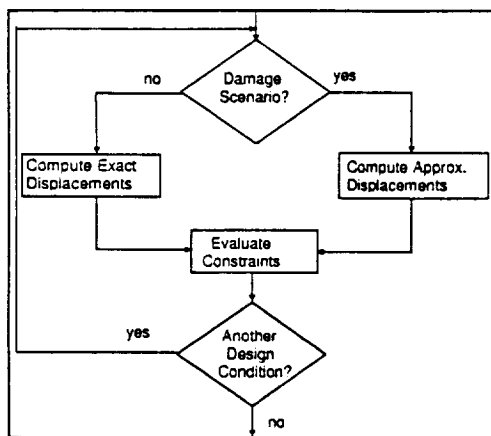 Damage
Scenario?
no
yes
Compute Exact
Displacements
Compute Approx.
Displacements
Evaluate
Constraints
yes
Another
Design
Condition?
no